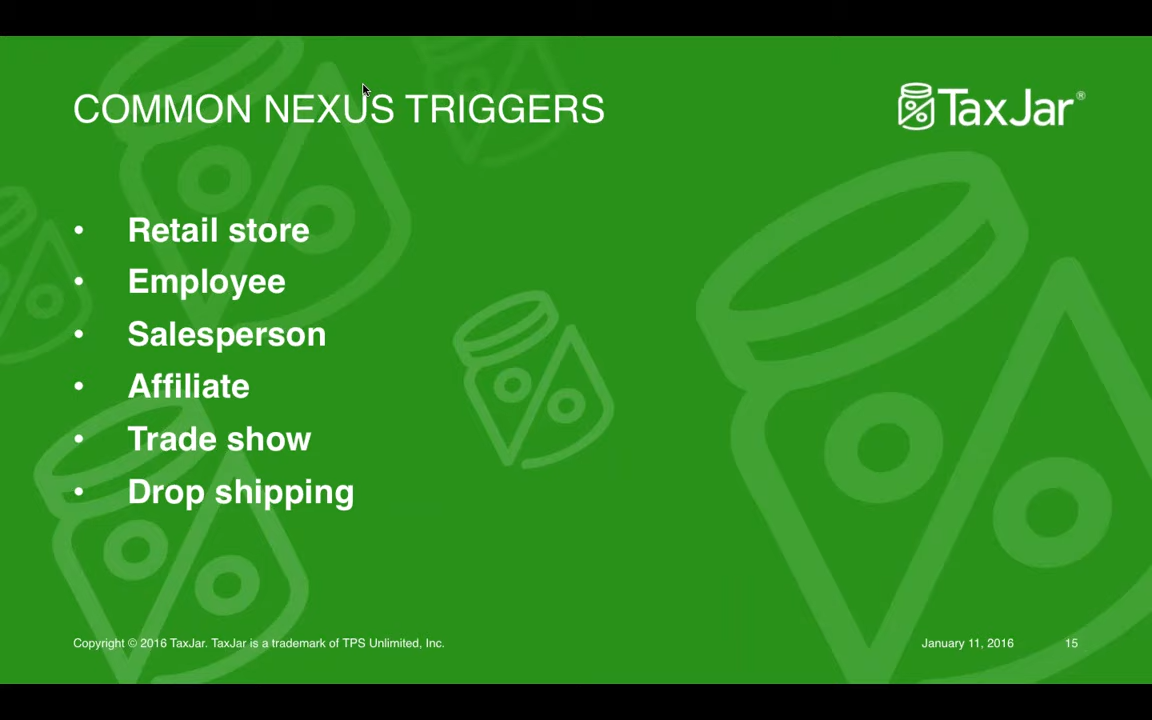 COMMON NEXUS TRIGGERS
TaxJar®
• Retail store
• Employee
• Salesperson
• Affiliate
• Trade show
• Drop shipping
Copyright © 2016 TaxJar. TaxJar is a trademark of TPS Unlimited, Inc.
January 11, 2016
15